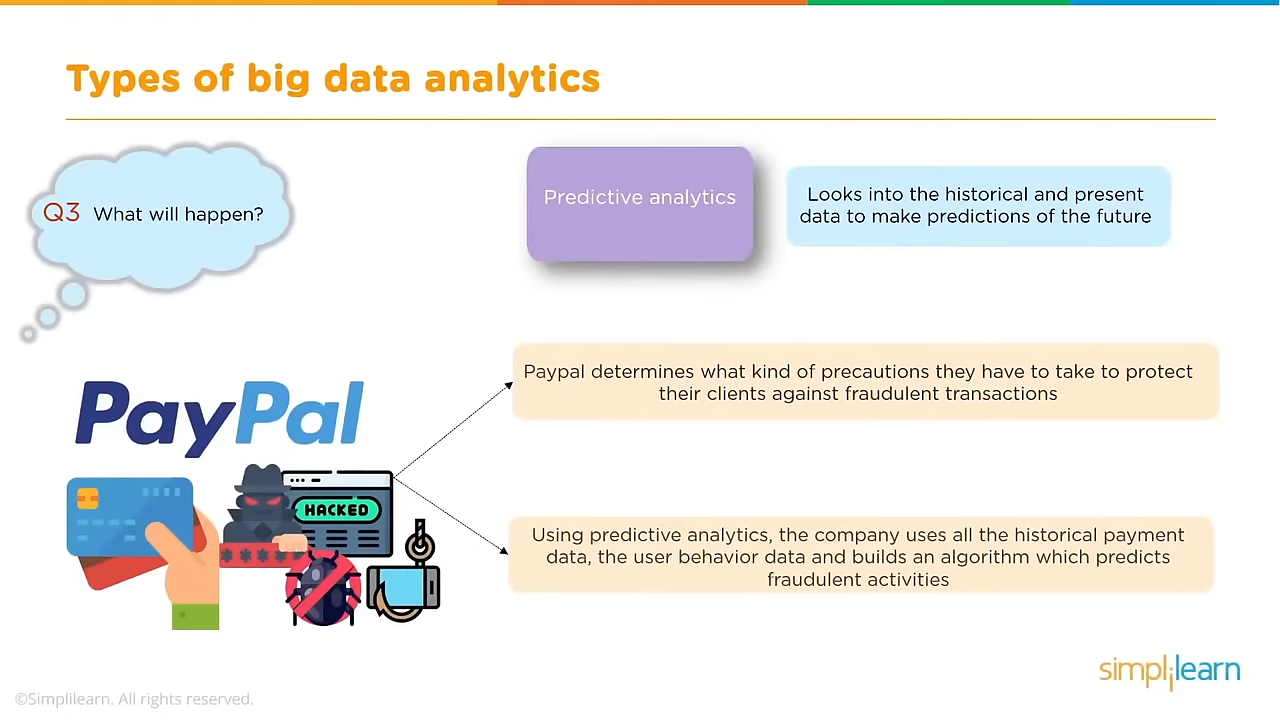 Types of big data analytics
Q3 What will happen?
Predictive analytics
Looks into the historical and present
data to make predictions of the future
PayPal
HACKED
Paypal determines what kind of precautions they have to take to protect
their clients against fraudulent transactions
Using predictive analytics, the company uses all the historical payment
data, the user behavior data and builds an algorithm which predicts
fraudulent activities
simplilearn
©Simplilearn. All rights reserved.